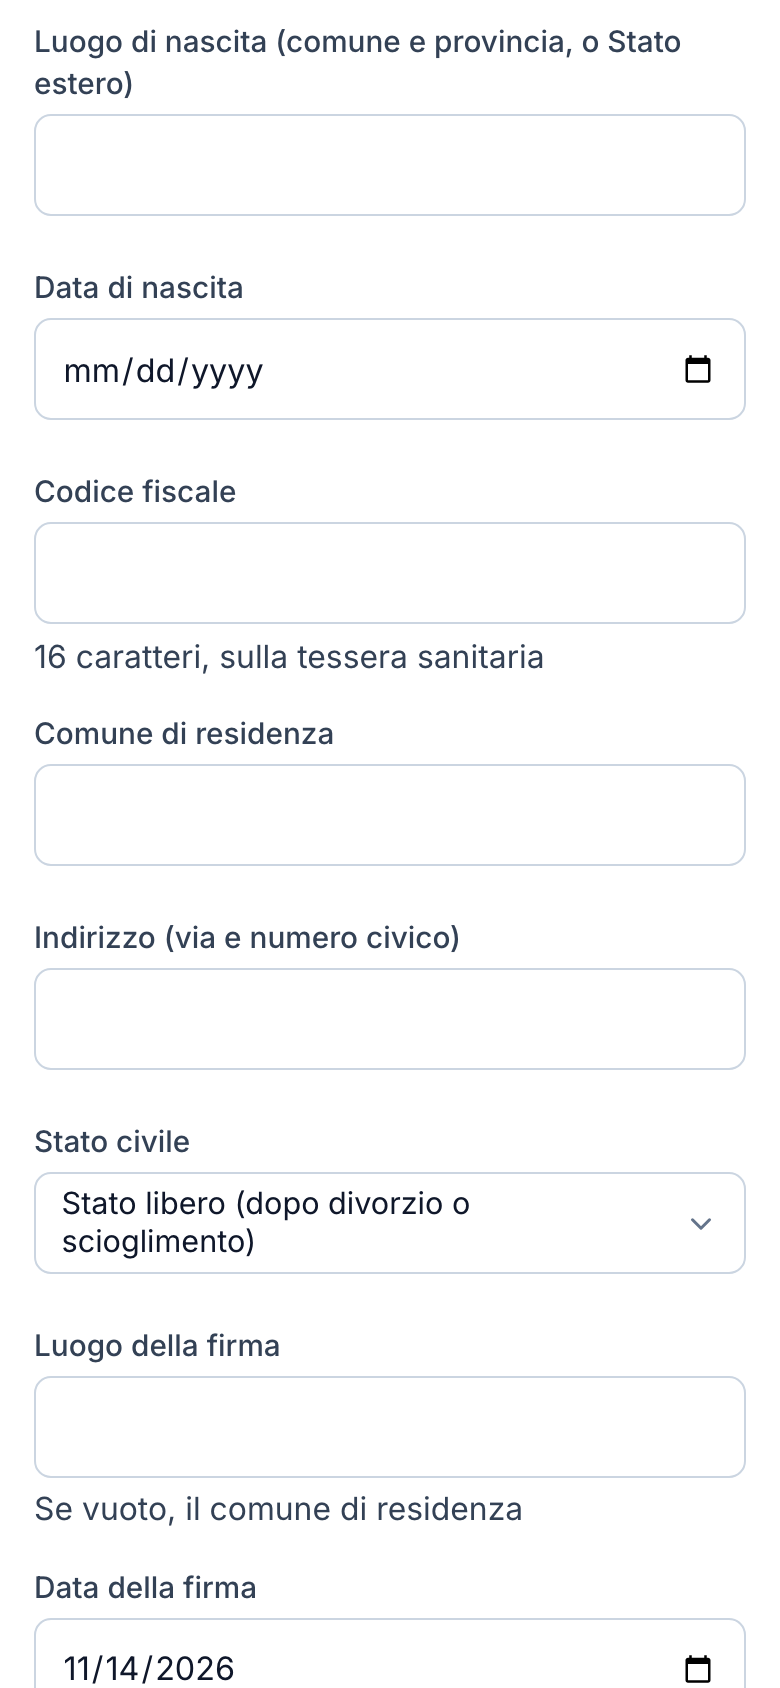 Luogo di nascita (comune e provincia, o Stato
estero)
Data di nascita
mm/dd/yyyy
Codice fiscale
16 caratteri, sulla tessera sanitaria
Comune di residenza
Indirizzo (via e numero civico)
Stato civile
Stato libero (dopo divorzio o
scioglimento)
Luogo della firma
Se vuoto, il comune di residenza
Data della firma
11/14/2026